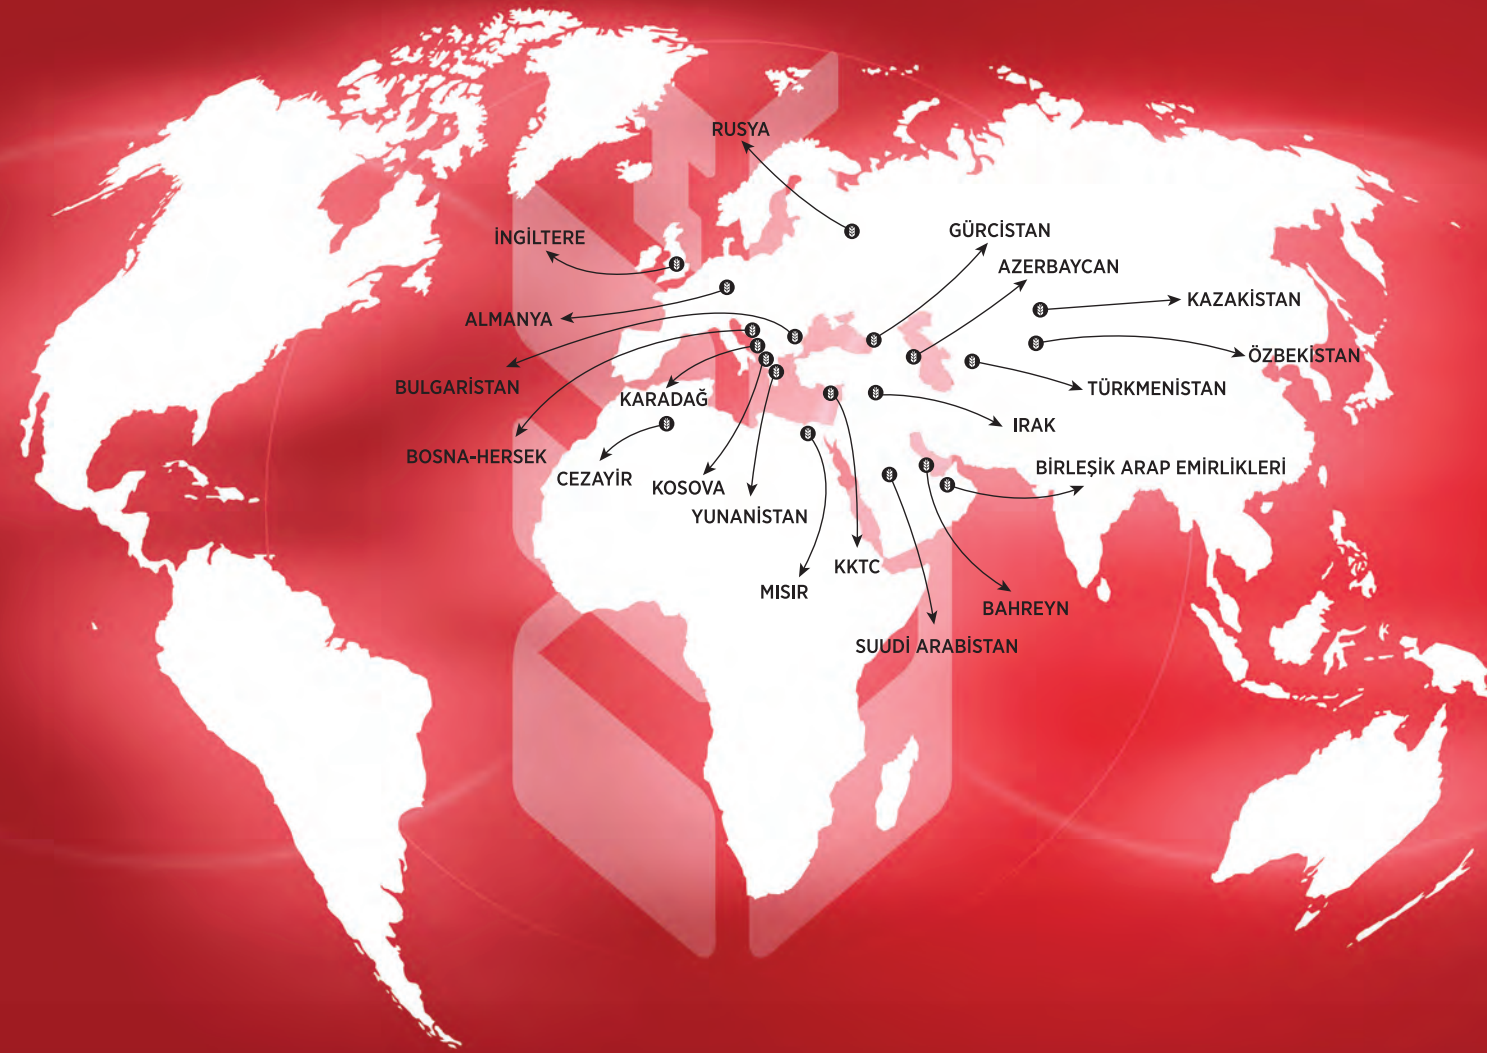 RUSYA
GÜRCİSTAN
İNGİLTERE
AZERBAYCAN
KAZAKİSTAN
ALMANYA
ÖZBEKİSTAN
BULGARİSTAN
TÜRKMENİSTAN
KARADAĞ
IRAK
BOSNA-HERSEK
BİRLEŞİK ARAP EMİRLİKLERİ
CEZAYİR
KOSOVA
YUNANİSTAN
KKTC
MISIR
BAHREYN
SUUDİ ARABİSTAN